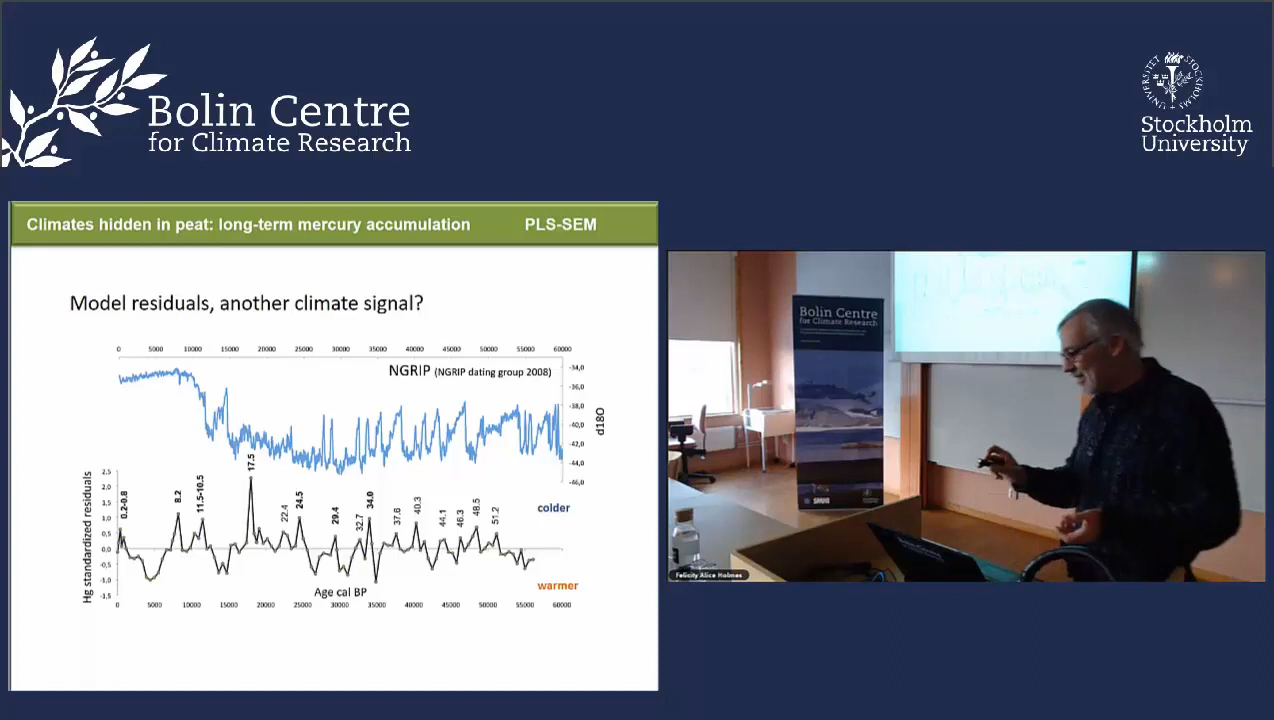 Bolin Centre
for Climate Research
Stockholm
University
Climates hidden in peat: long-term mercury accumulation PLS-SEM
Model residuals, another climate signal?
0 5000 10000 15000 20000 25000 30000 35000 40000 45000 50000 55000 60000
NGRIP (NGRIP dating group 2008)
-34,0
-36,0
-38,0
-40,0
-42,0
-44,0
-46,0
d18O
2,5
2,0
1,5
1,0
0,5
0,0
-0,5
-1,0
-1,5
Hg standardized residuals
0.2-0.8
8.2
11.5-10.5
17.5
22.4
24.5
29.4
32.7
34.0
37.6
40.3
44.1
46.3
48.5
51.2
colder
warmer
Age cal BP
0 5000 10000 15000 20000 25000 30000 35000 40000 45000 50000 55000 60000
Bolin Centre
for Climate Research
Felicity Alice Holmes